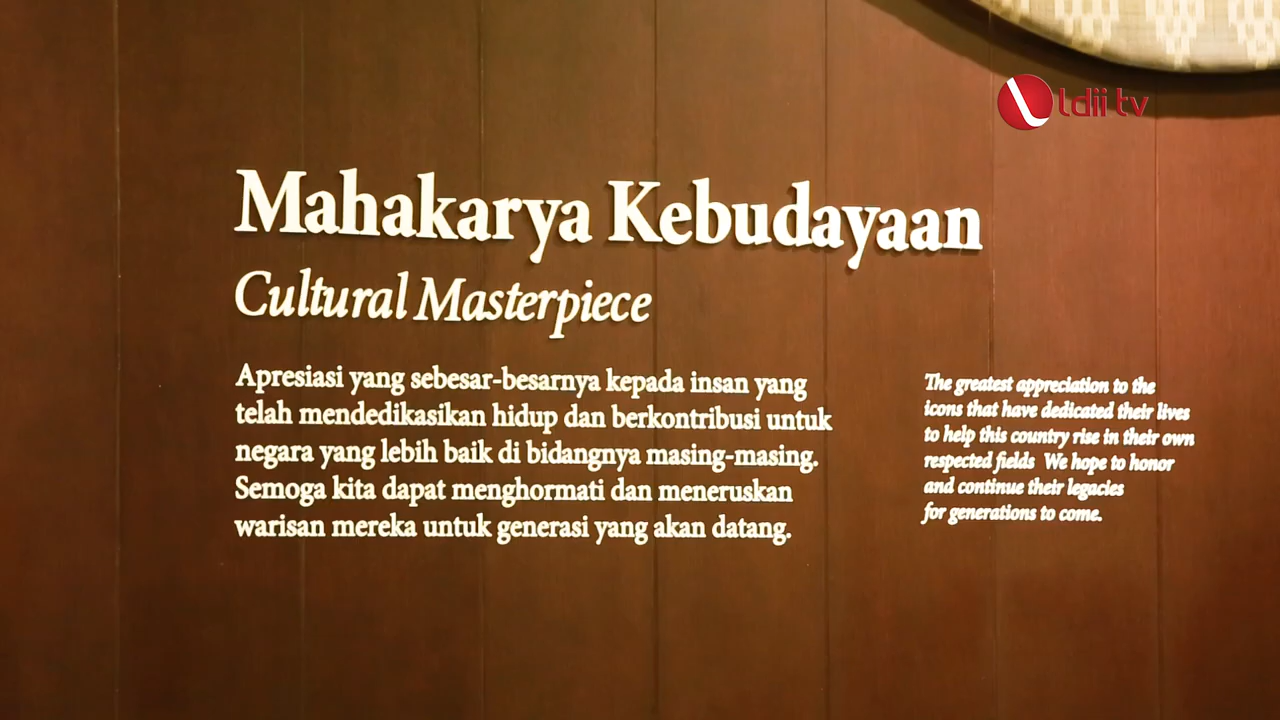 ldii tv
Mahakarya Kebudayaan
Cultural Masterpiece
Apresiasi yang sebesar-besarnya kepada insan yang
telah mendedikasikan hidup dan berkontribusi untuk
negara yang lebih baik di bidangnya masing-masing.
Semoga kita dapat menghormati dan meneruskan
warisan mereka untuk generasi yang akan datang.
The greatest appreciation to the
icons that have dedicated their lives
to help this country rise in their own
respected fields We hope to honor
and continue their legacies
for generations to come.